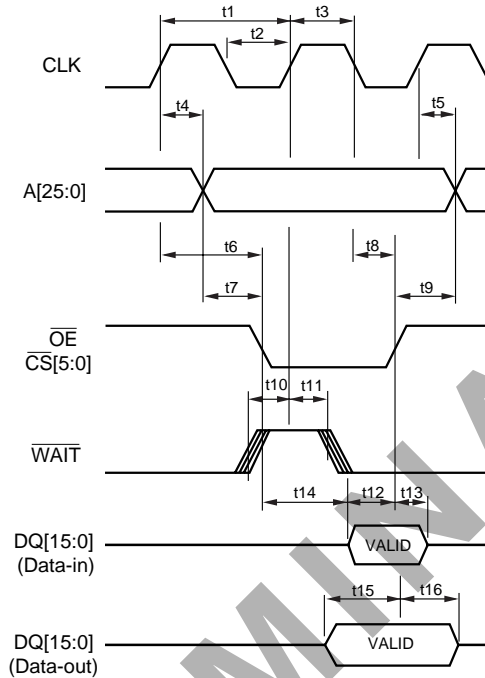 t1
t2
t3
CLK
t4
t5
A[25:0]
t6
t8
t7
t9
OE
CS[5:0]
t10
t11
WAIT
t14
t12
t13
DQ[15:0]
(Data-in)
VALID
t15
t16
DQ[15:0]
(Data-out)
VALID